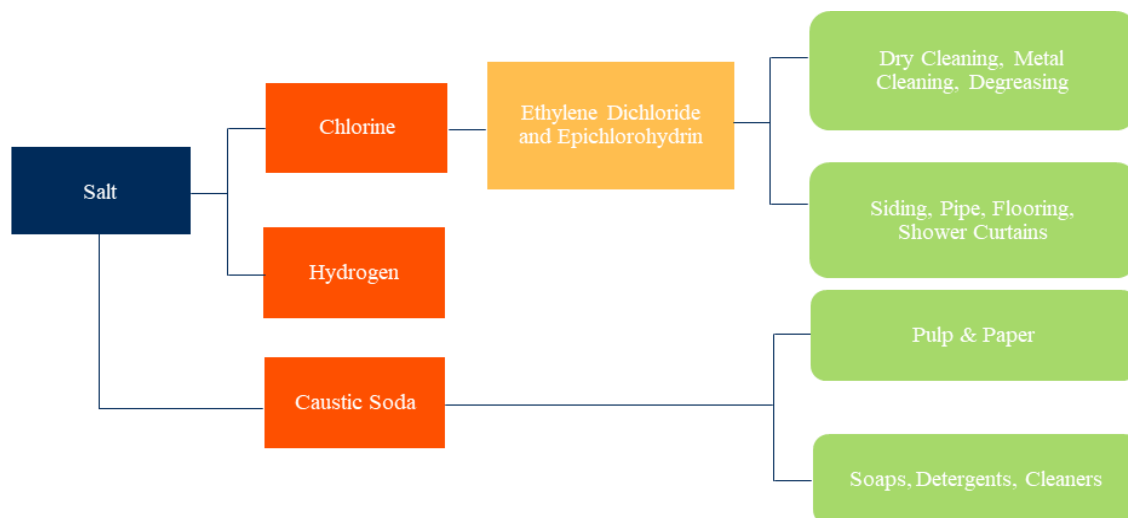 Salt
Chlorine
Hydrogen
Caustic Soda
Ethylene Dichloride
and Epichlorohydrin
Dry Cleaning, Metal
Cleaning, Degreasing
Siding, Pipe, Flooring,
Shower Curtains
Pulp & Paper
Soaps, Detergents, Cleaners